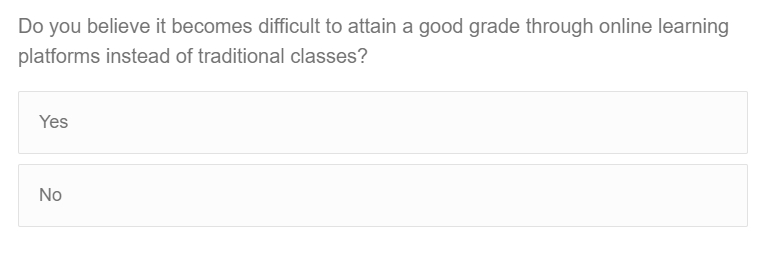 Do you believe it becomes difficult to attain a good grade through online learning
platforms instead of traditional classes?
Yes
No